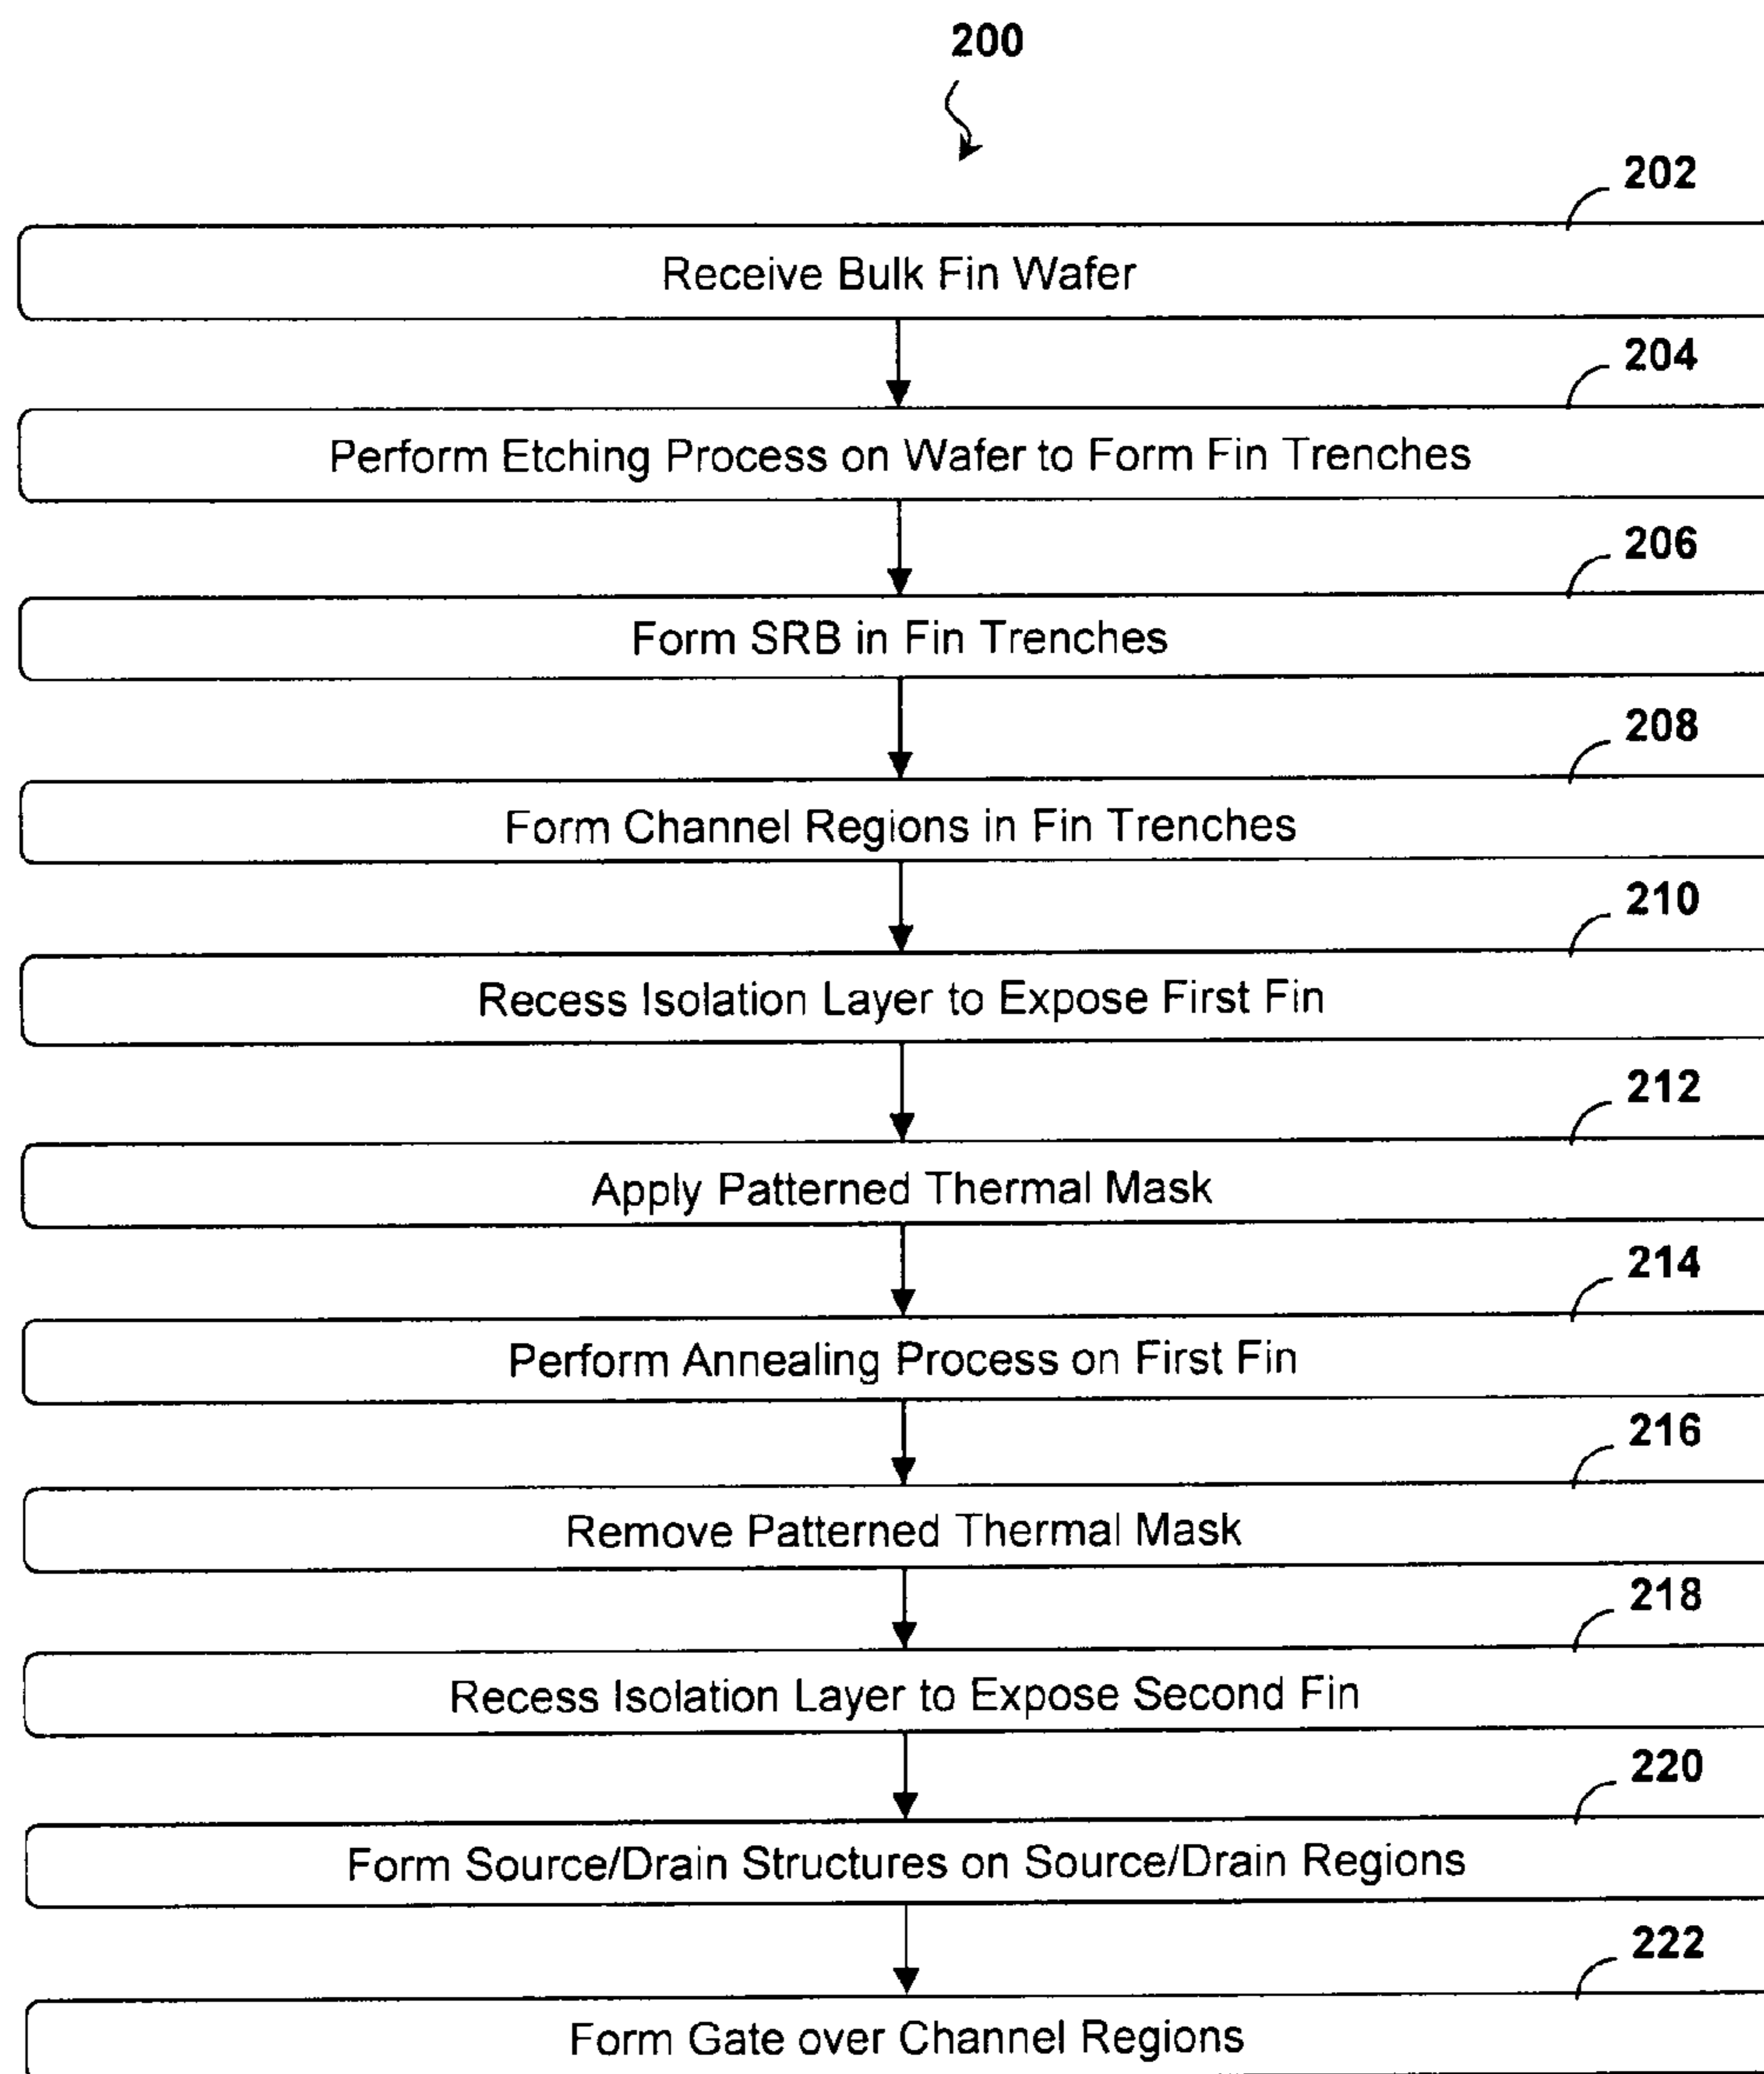 200
202
Receive Bulk Fin Wafer
204
Perform Etching Process on Wafer to Form Fin Trenches
206
Form SRB in Fin Trenches
208
Form Channel Regions in Fin Trenches
210
Recess Isolation Layer to Expose First Fin
212
Apply Patterned Thermal Mask
214
Perform Annealing Process on First Fin
216
Remove Patterned Thermal Mask
218
Recess Isolation Layer to Expose Second Fin
220
Form Source/Drain Structures on Source/Drain Regions
222
Form Gate over Channel Regions